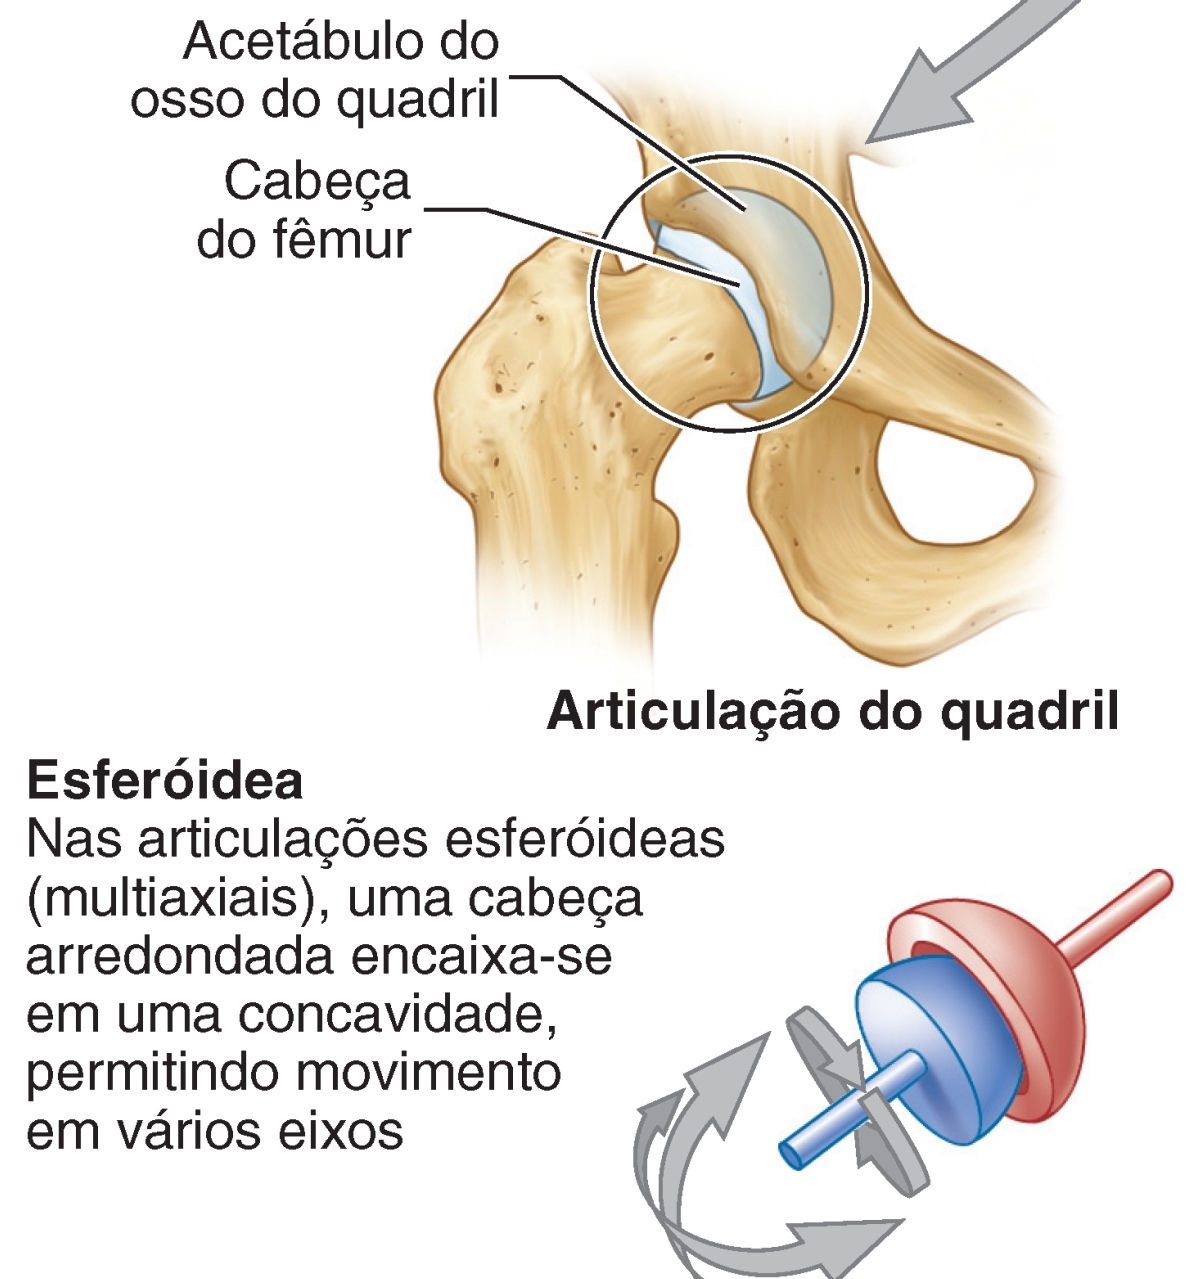 Acetábulo do
osso do quadril
Cabeça
do fêmur
Articulação do quadril
Esferóidea
Nas articulações esferóideas
(multiaxiais), uma cabeça
arredondada encaixa-se
em uma concavidade,
permitindo movimento
em vários eixos